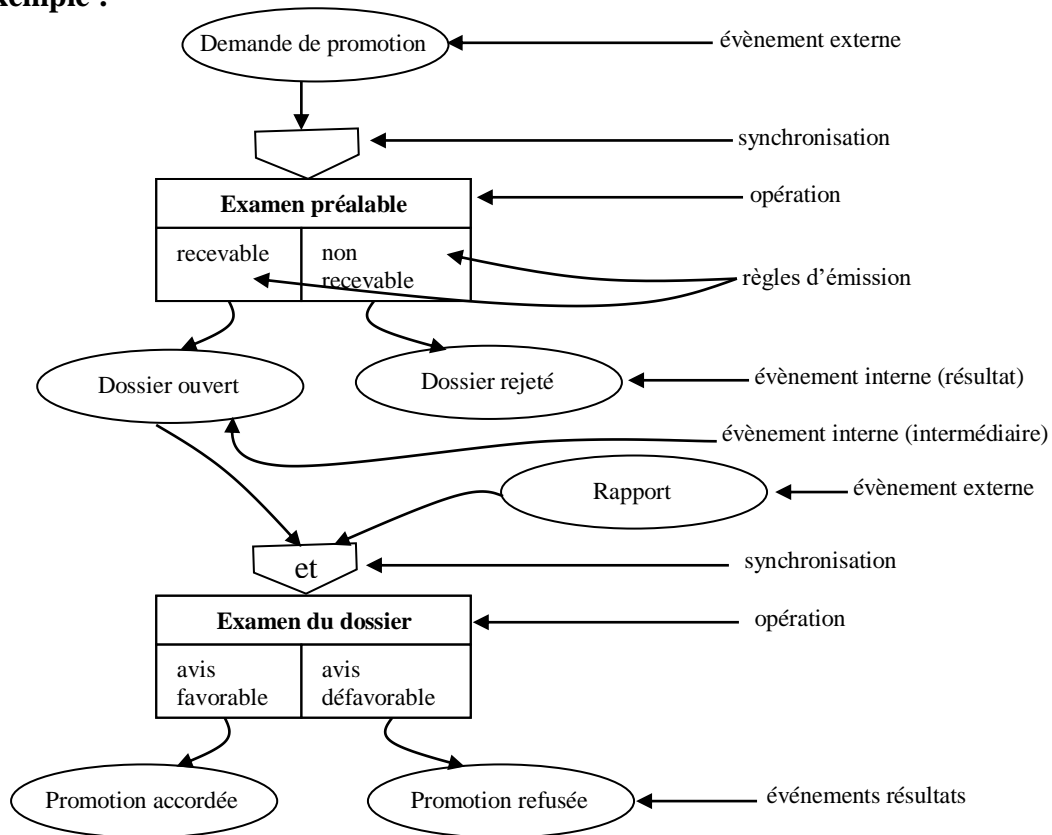 xemple :
Demande de promotion
évènement externe
synchronisation
Examen préalable
opération
recevable
non
recevable
règles d’émission
Dossier ouvert
Dossier rejeté
évènement interne (résultat)
évènement interne (intermédiaire)
Rapport
évènement externe
et
synchronisation
Examen du dossier
opération
avis
favorable
avis
défavorable
Promotion accordée
Promotion refusée
événements résultats